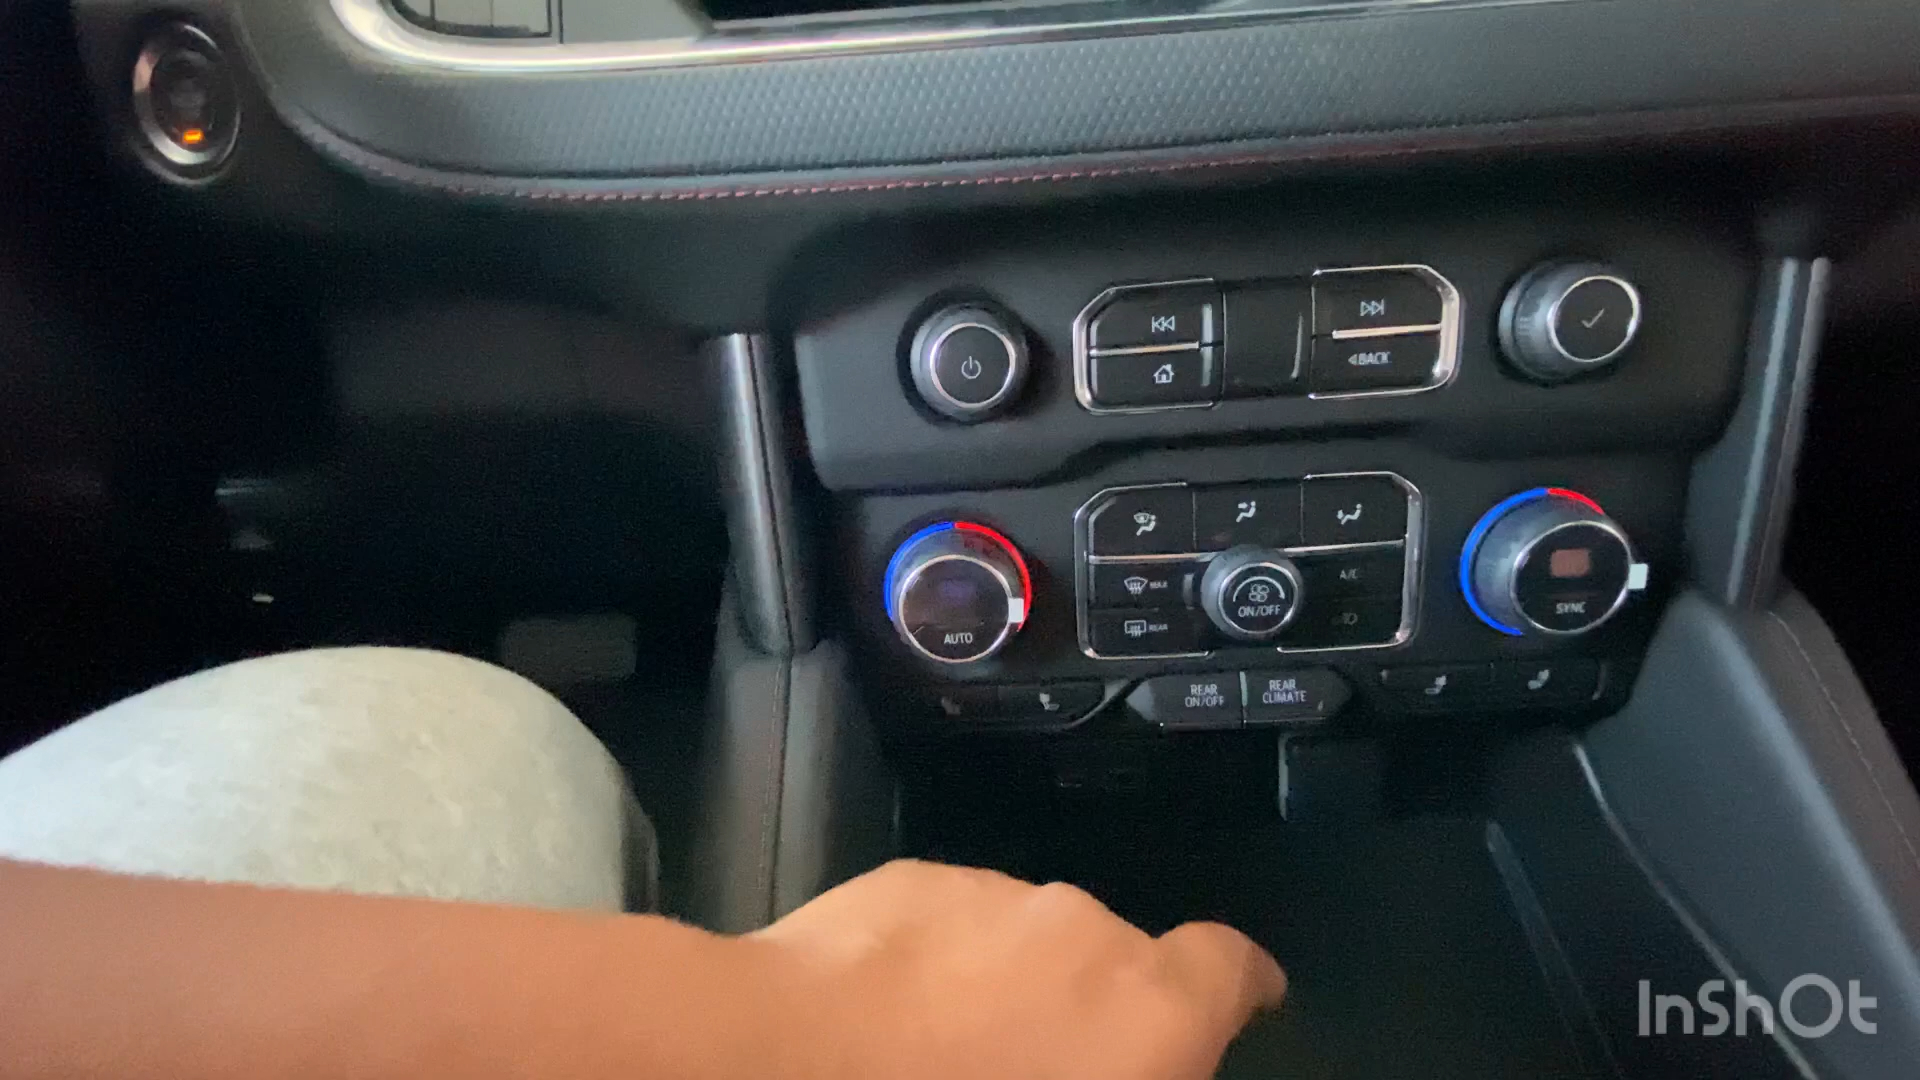 BACK
MAX
A/C
ON/OFF
REAR
AUTO
SYNC
REAR
ON/OFF
REAR
CLIMATE
InShOt